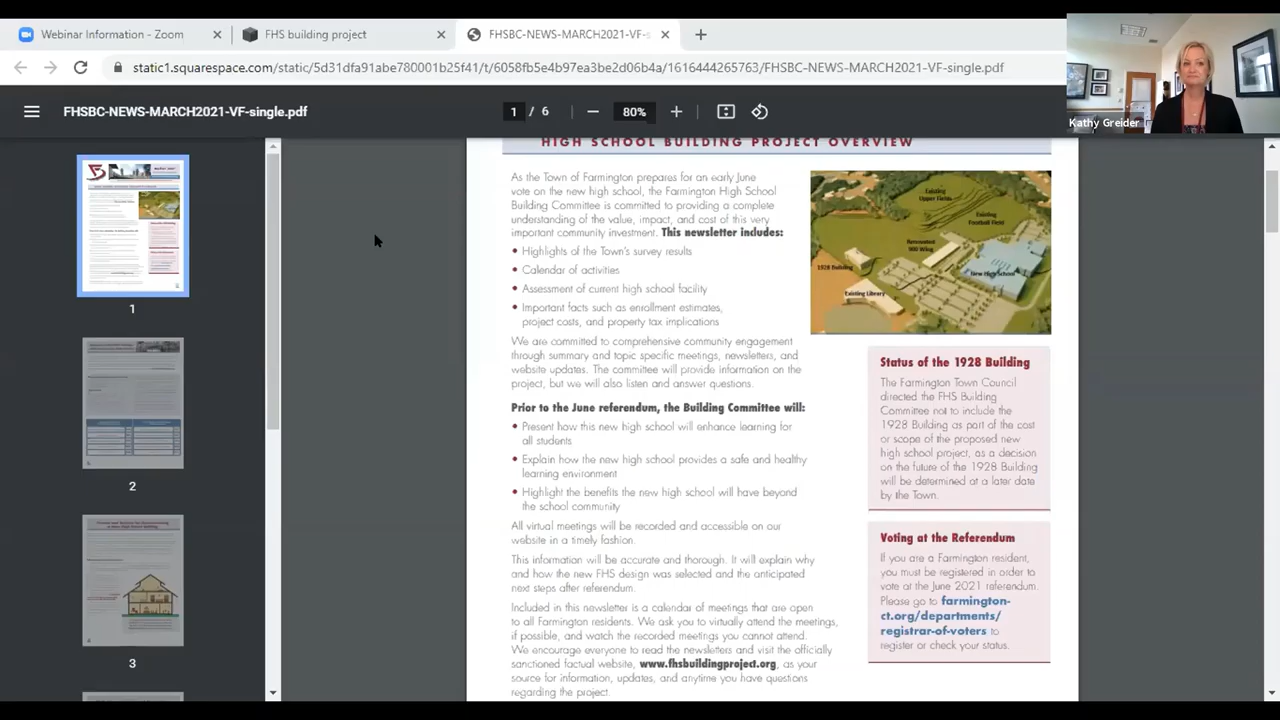 Webinar Information - Zoom
FHS building project
FHSBC-NEWS-MARCH2021-VF-s
static1.squarespace.com/static/5d31dfa91abe780001b25f41/t/6058fb5e4b97ea3be2d06b4a/1616444265763/FHSBC-NEWS-MARCH2021-VF-single.pdf
Kathy Greider
FHSBC-NEWS-MARCH2021-VF-single.pdf
1 / 6
80%
1
2
3
HIGH SCHOOL BUILDING PROJECT OVERVIEW
As the Town of Farmington prepares for an early June
vote on the new high school, the Farmington High School
Building Committee is committed to providing a complete
understanding of the value, impact, and cost of this very
important community investment. This newsletter includes:
• Highlights of the Town's survey results
• Calendar of activities
• Assessment of current high school facility
• Important facts such as enrollment estimates,
project costs, and property tax implications
We are committed to comprehensive community engagement
through summary and topic specific meetings, newsletters, and
website updates. The committee will provide information on the
project, but we will also listen and answer questions.
Prior to the June referendum, the Building Committee will:
• Present how this new high school will enhance learning for
all students
• Explain how the new high school provides a safe and healthy
learning environment
• Highlight the benefits the new high school will have beyond
the school community
All virtual meetings will be recorded and accessible on our
website in a timely fashion.
This information will be accurate and thorough. It will explain why
and how the new FHS design was selected and the anticipated
next steps after referendum.
Included in this newsletter is a calendar of meetings that are open
to all Farmington residents. We ask you to virtually attend the meetings,
if possible, and watch the recorded meetings you cannot attend.
We encourage everyone to read the newsletters and visit the officially
sanctioned factual website, www.fhsbuildingproject.org, as your
source for information, updates, and anytime you have questions
regarding the project.
Existing
Upper Fields
Existing
Football Field
Renovated
900 Wing
1928 Building
New High School
Existing Library
Status of the 1928 Building
The Farmington Town Council
directed the FHS Building
Committee not to include the
1928 Building as part of the cost
or scope of the proposed new
high school project, as a decision
on the future of the 1928 Building
will be determined at a later date
by the Town.
Voting at the Referendum
If you are a Farmington resident,
you must be registered in order to
vote at the June 2021 referendum.
Please go to farmington-
ct.org/departments/
registrar-of-voters to
register or check your status.